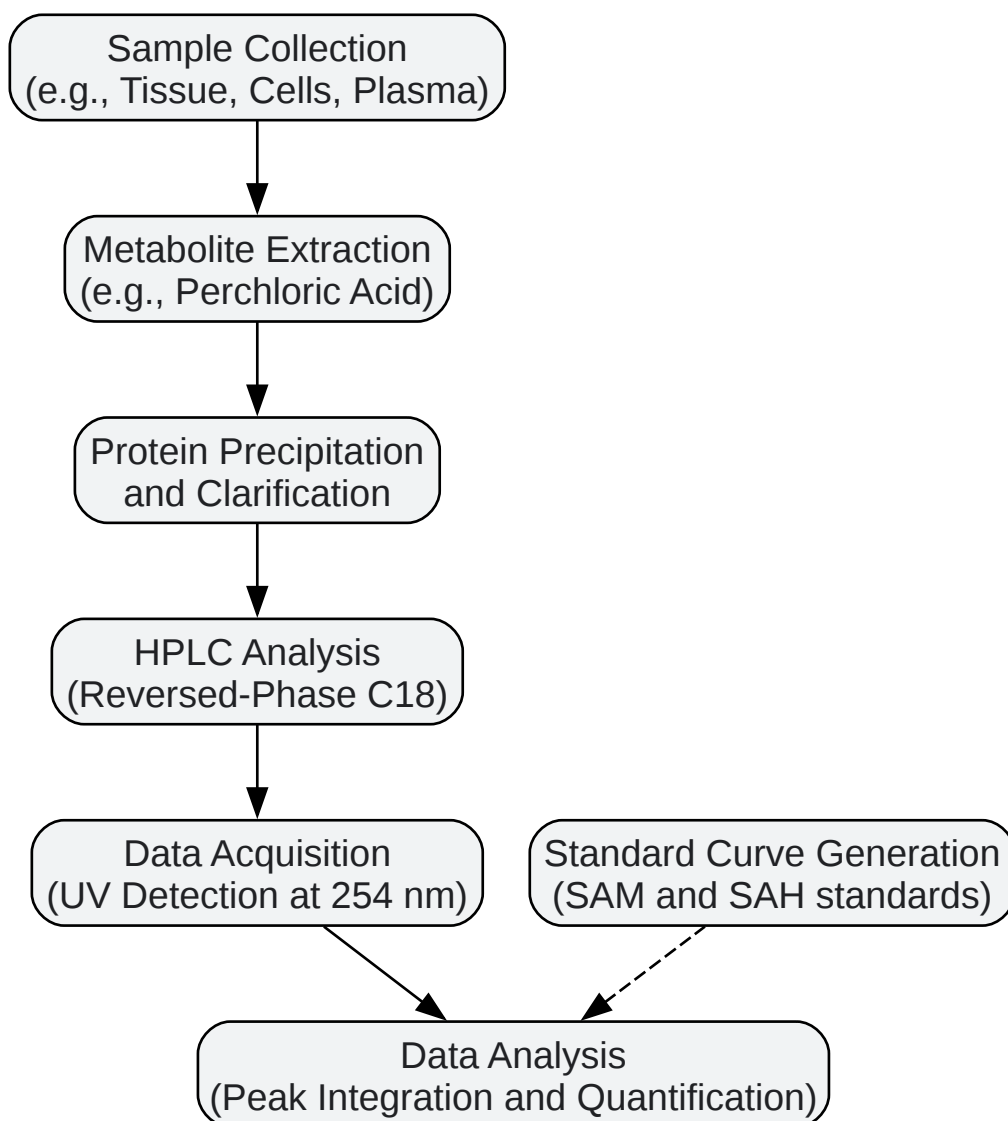 Sample Collection
(e.g., Tissue, Cells, Plasma)
Metabolite Extraction
(e.g., Perchloric Acid)
Protein Precipitation
and Clarification
HPLC Analysis
(Reversed-Phase C18)
Data Acquisition
(UV Detection at 254 nm)
Standard Curve Generation
(SAM and SAH standards)
Data Analysis
(Peak Integration and Quantification)